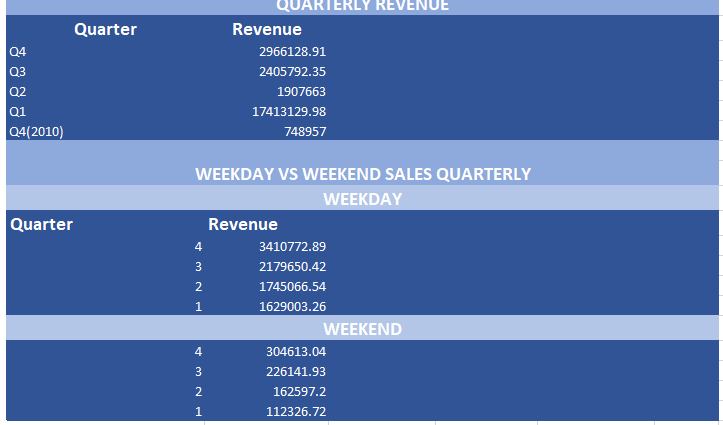 QUARTERLY REVENUE
Quarter Revenue
Q4 2966128.91
Q3 2405792.35
Q2 1907663
Q1 17413129.98
Q4(2010) 748957
WEEKDAY VS WEEKEND SALES QUARTERLY
WEEKDAY
Quarter Revenue
4 3410772.89
3 2179650.42
2 1745066.54
1 1629003.26
WEEKEND
4 304613.04
3 226141.93
2 162597.2
1 112326.72